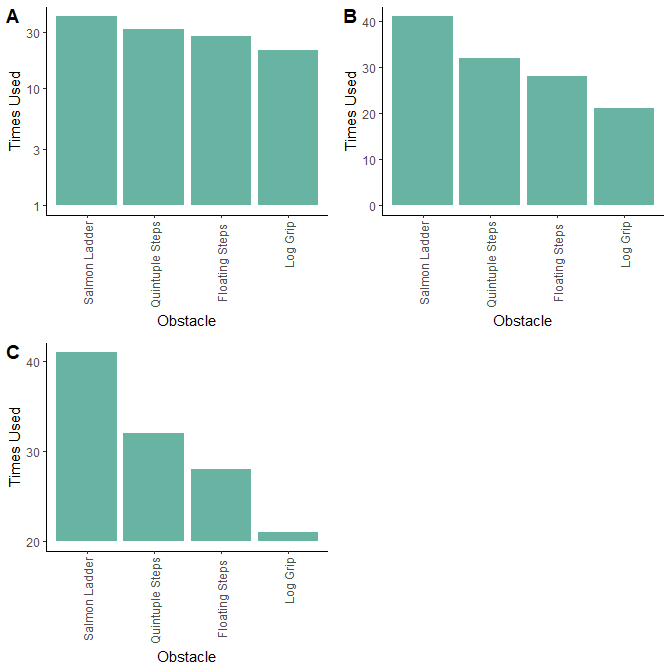 A
Times Used
30
10
3
1
Salmon Ladder
Quintuple Steps
Floating Steps
Log Grip
Obstacle
B
Times Used
40
30
20
10
0
Salmon Ladder
Quintuple Steps
Floating Steps
Log Grip
Obstacle
C
Times Used
40
30
20
Salmon Ladder
Quintuple Steps
Floating Steps
Log Grip
Obstacle